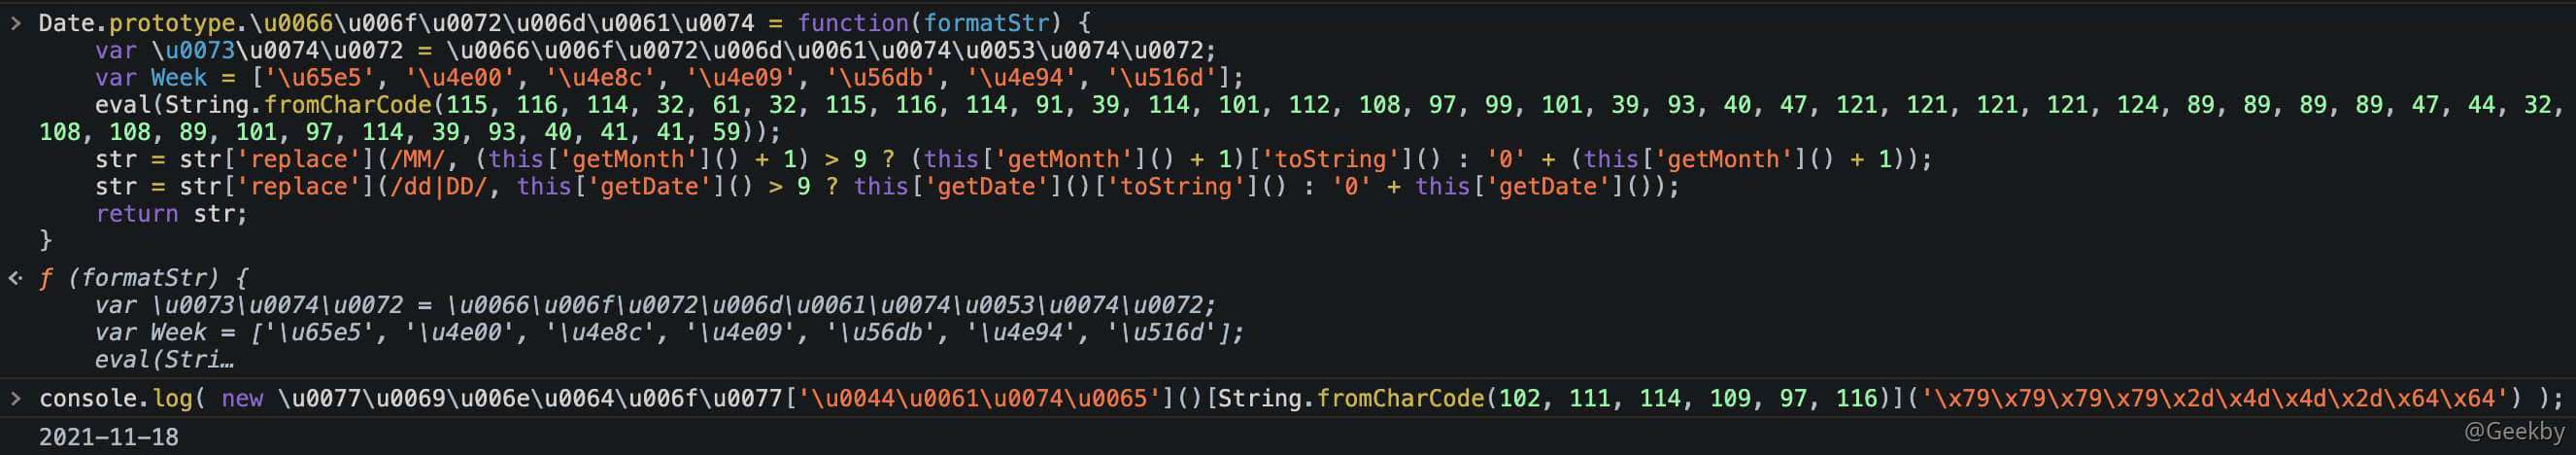 > Date.prototype.\u0066\u006f\u0072\u006d\u0061\u0074 = function(formatStr) {
var \u0073\u0074\u0072 = \u0066\u006f\u0072\u006d\u0061\u0074\u0053\u0074\u0072;
var Week = ['\u65e5', '\u4e00', '\u4e8c', '\u4e09', '\u56db', '\u4e94', '\u516d'];
eval(String.fromCharCode(115, 116, 114, 32, 61, 32, 115, 116, 114, 91, 39, 114, 101, 112, 108, 97, 99, 101, 39, 93, 40, 47, 121, 121, 121, 121, 124, 89, 89, 89, 89, 47, 44, 32,
108, 108, 89, 101, 97, 114, 39, 93, 40, 41, 41, 59));
str = str['replace'](/MM/, (this['getMonth']() + 1) > 9 ? (this['getMonth']() + 1)['toString']() : '0' + (this['getMonth']() + 1));
str = str['replace'](/dd|DD/, this['getDate']() > 9 ? this['getDate']()['toString']() : '0' + this['getDate']());
return str;
}
ƒ (formatStr) {
var \u0073\u0074\u0072 = \u0066\u006f\u0072\u006d\u0061\u0074\u0053\u0074\u0072;
var Week = ['\u65e5', '\u4e00', '\u4e8c', '\u4e09', '\u56db', '\u4e94', '\u516d'];
eval(Stri…
> console.log( new \u0077\u0069\u006e\u0064\u006f\u0077['\u0044\u0061\u0074\u0065']()[String.fromCharCode(102, 111, 114, 109, 97, 116)]('\x79\x79\x79\x79\x2d\x4d\x4d\x2d\x64\x64') );
2021-11-18
@Geekby